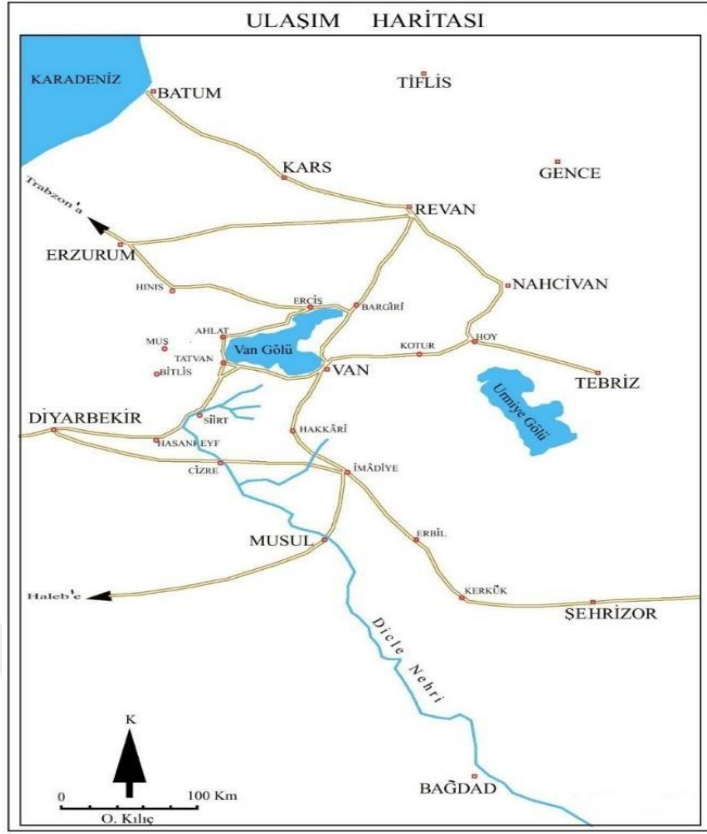 ULAŞIM HARİTASI
KARADENİZ
BATUM
TİFLİS
KARS
GENCE
Trabzon'a
REVAN
ERZURUM
HINIS
NAHCİVAN
ERCİŞ
BARGİRİ
AHLAT
MUŞ
Van Gölü
KOTUR
HOY
TATVAN
VAN
BİTLİS
TEBRİZ
Urmiye Gölü
DİYARBEKİR
SİİRT
HAKKÂRİ
HASANKEYF
CİZRE
İMÂDİYE
MUSUL
ERBİL
Haleb'e
KERKÜK
ŞEHRİZOR
Dicle Nehri
K
BAĞDAD
0 100 Km
O. Kılıç